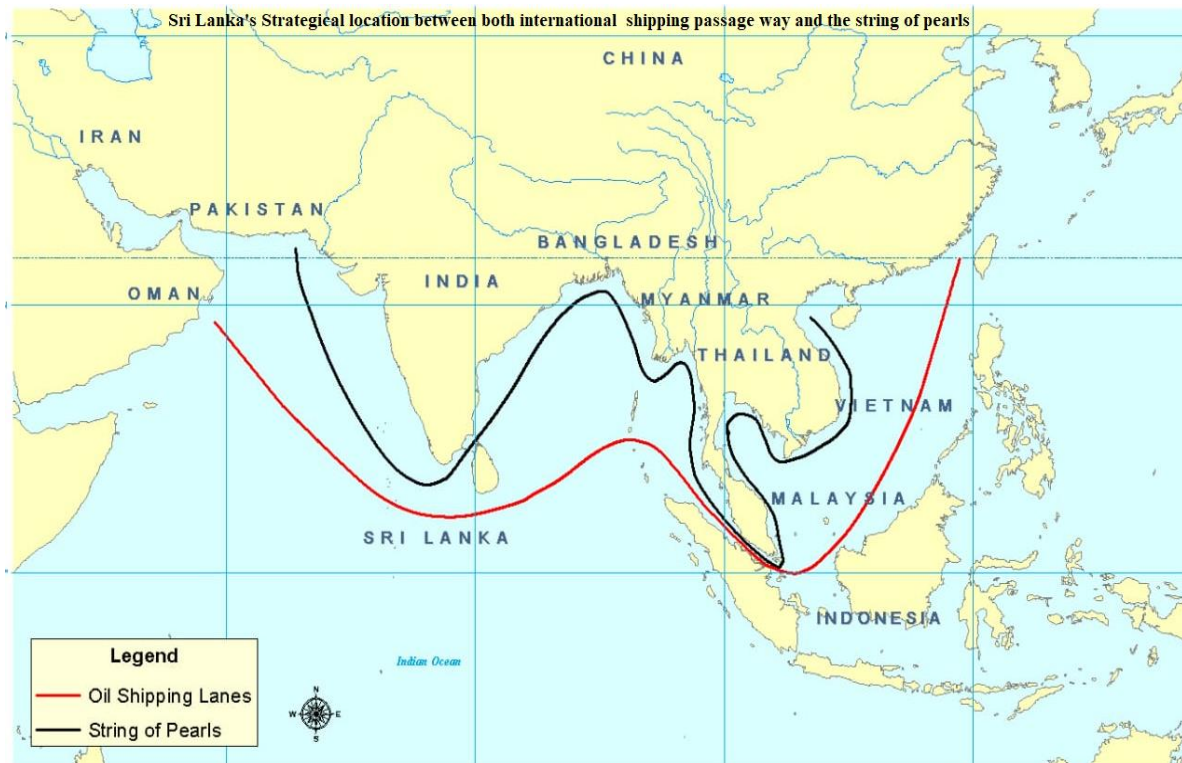 Sri Lanka's Strategical location between both international shipping passage way and the string of pearls
CHINA
IRAN
PAKISTAN
BANGLADESH
INDIA
OMAN
MYANMAR
THAILAND
VIETNAM
MALAYSIA
SRI LANKA
INDONESIA
Indian Ocean
Legend
Oil Shipping Lanes
String of Pearls
N
W E
S